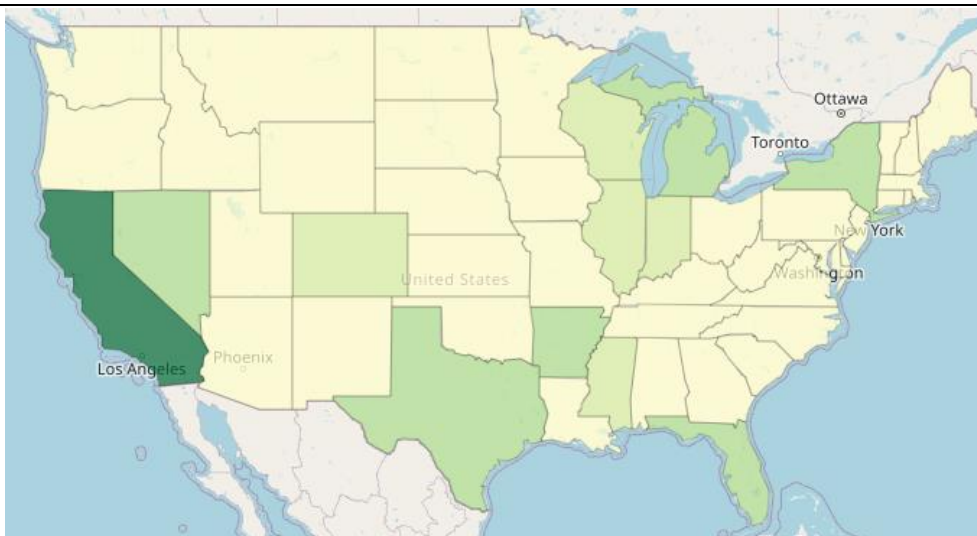 Ottawa
Toronto
New York
United States
Washington
Phoenix
Los Angeles